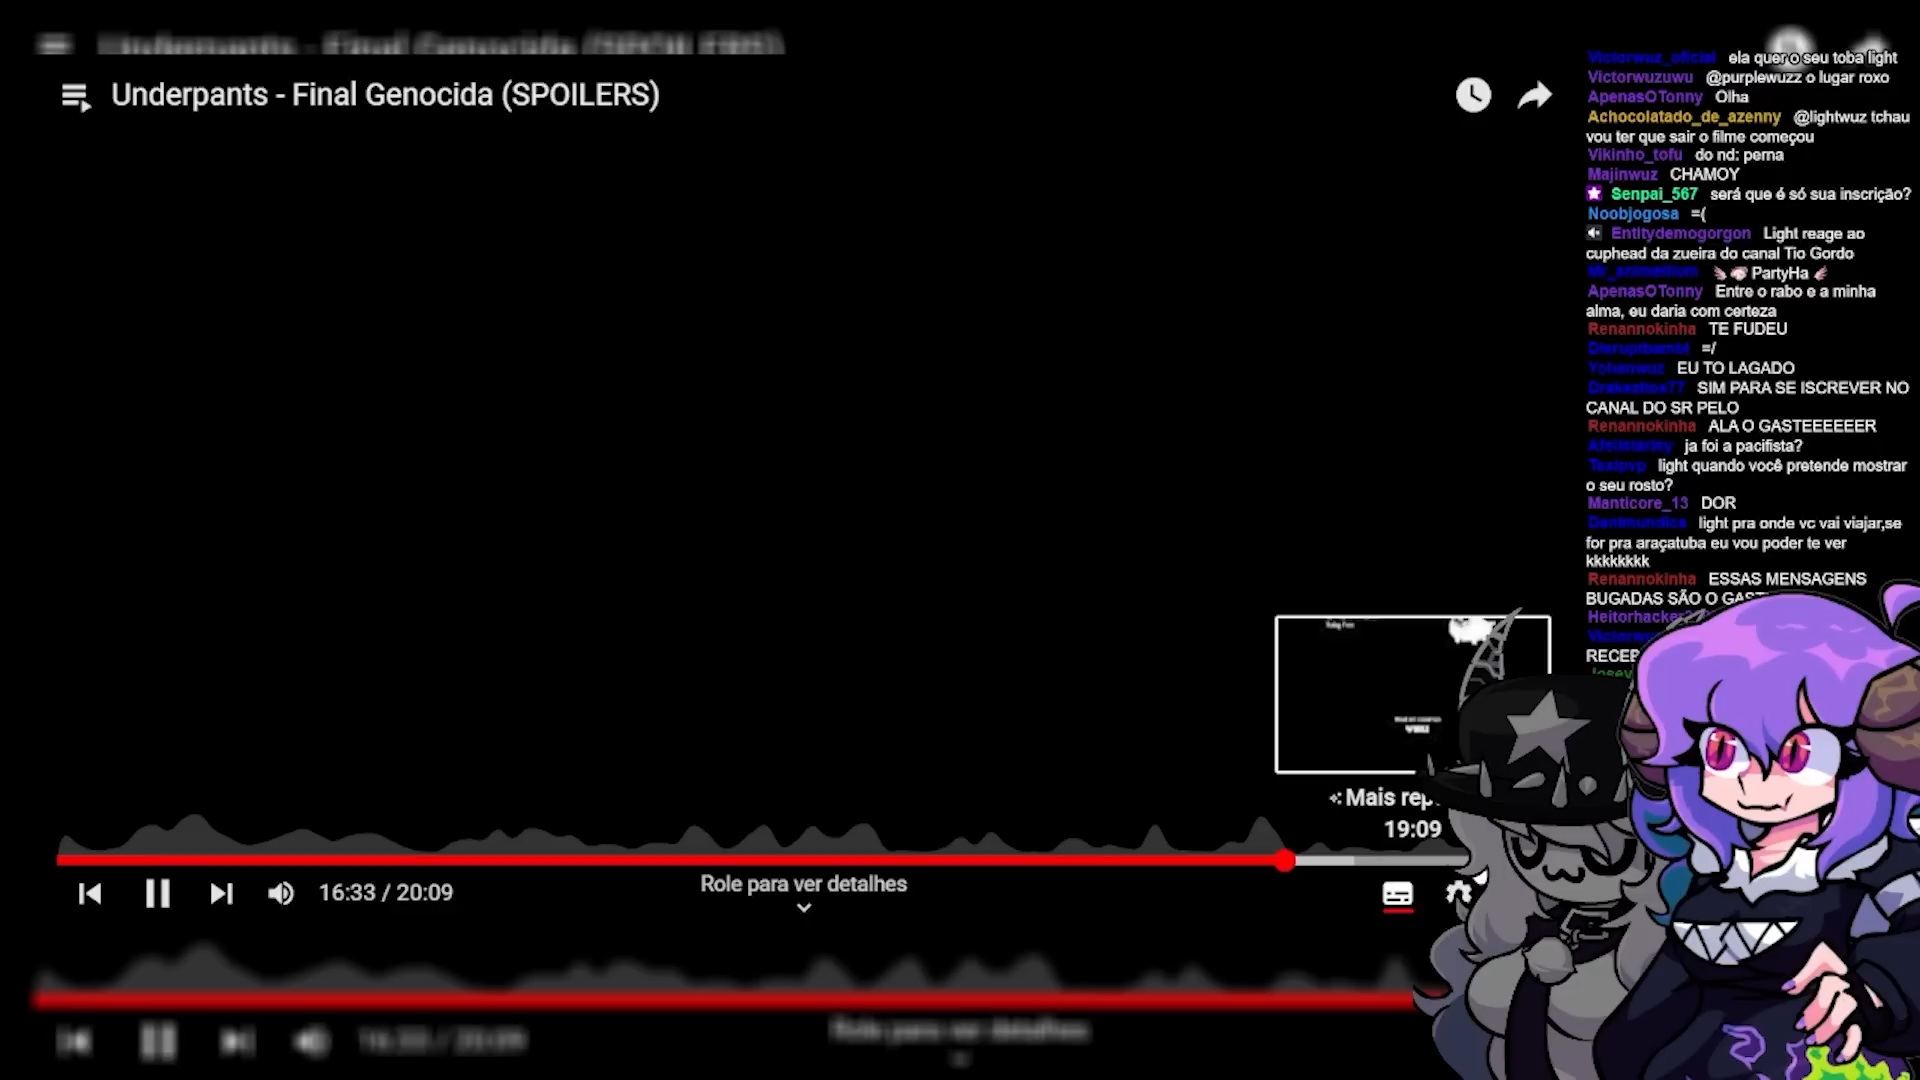 Underpants - Final Genocida (SPOILERS)
ela quer o seu toba light
Victorwuzuwu @purplewuzz o lugar roxo
ApenasOTonny Olha
Achocolatado_de_azenny @lightwuz tchau
vou ter que sair o filme começou
Vikinho_tofu do nd: perna
Majinwuz CHAMOY
Senpai_567 será que é só sua inscrição?
Noobjogosa =(
Entitydemogorgon Light reage ao
cuphead da zueira do canal Tio Gordo
PartyHa
ApenasOTonny Entre o rabo e a minha
alma, eu daria com certeza
Renannokinha TE FUDEU
=/
EU TO LAGADO
SIM PARA SE ISCREVER NO
CANAL DO SR PELO
Renannokinha ALA O GASTEEEEEER
ja foi a pacifista?
light quando você pretende mostrar
o seu rosto?
Manticore_13 DOR
light pra onde vc vai viajar,se
for pra araçatuba eu vou poder te ver
kkkkkkkk
Renannokinha ESSAS MENSAGENS
BUGADAS SÃO O
Mais rep
19:09
16:33 / 20:09
Role para ver detalhes